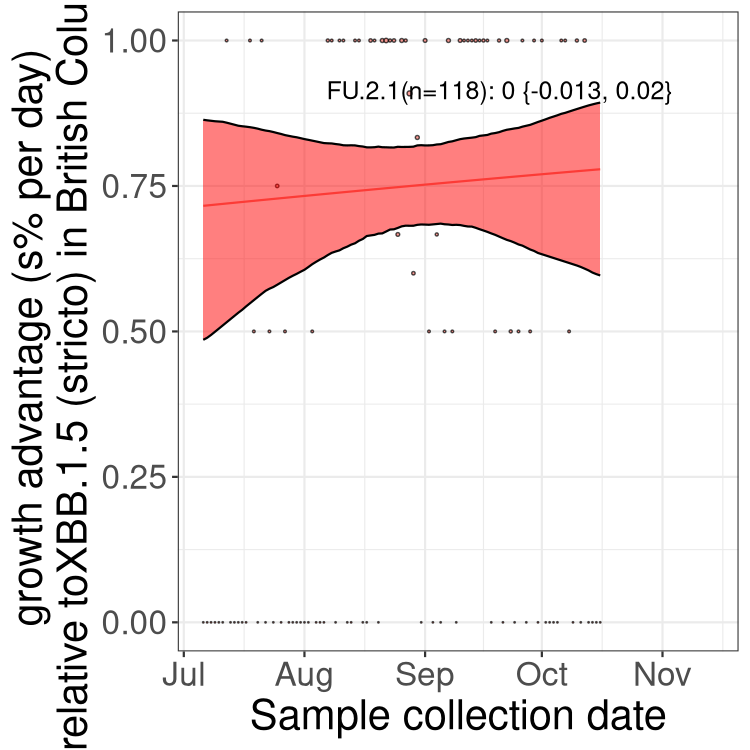 growth advantage (s% per day)
relative toXBB.1.5 (stricto) in British Colu
1.00
0.75
0.50
0.25
0.00
FU.2.1(n=118): 0 {-0.013, 0.02}
Jul Aug Sep Oct Nov
Sample collection date